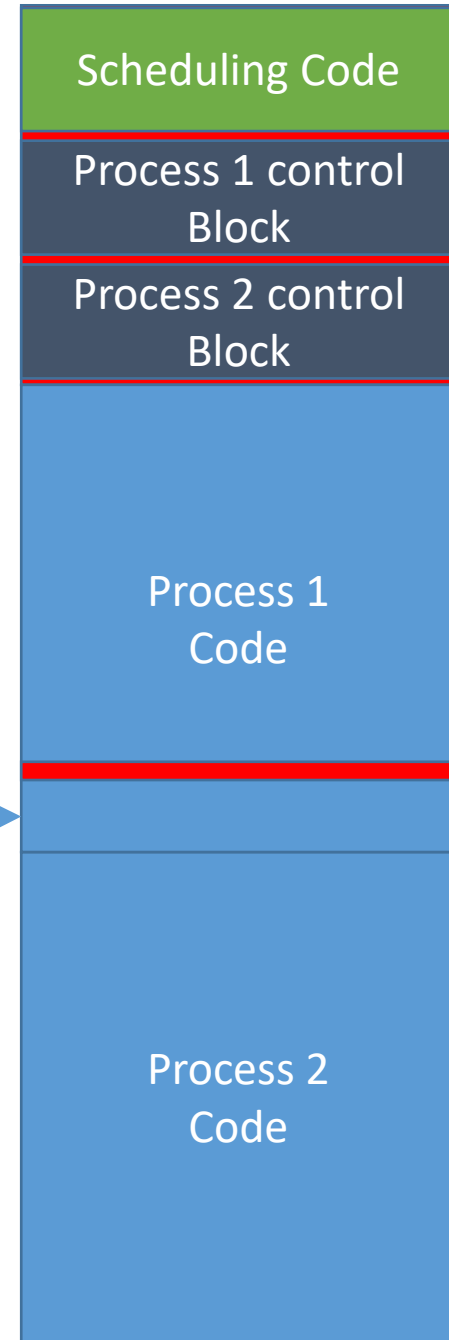 Scheduling Code
Process 1 control
Block
Process 2 control
Block
Process 1
Code
Process 2
Code